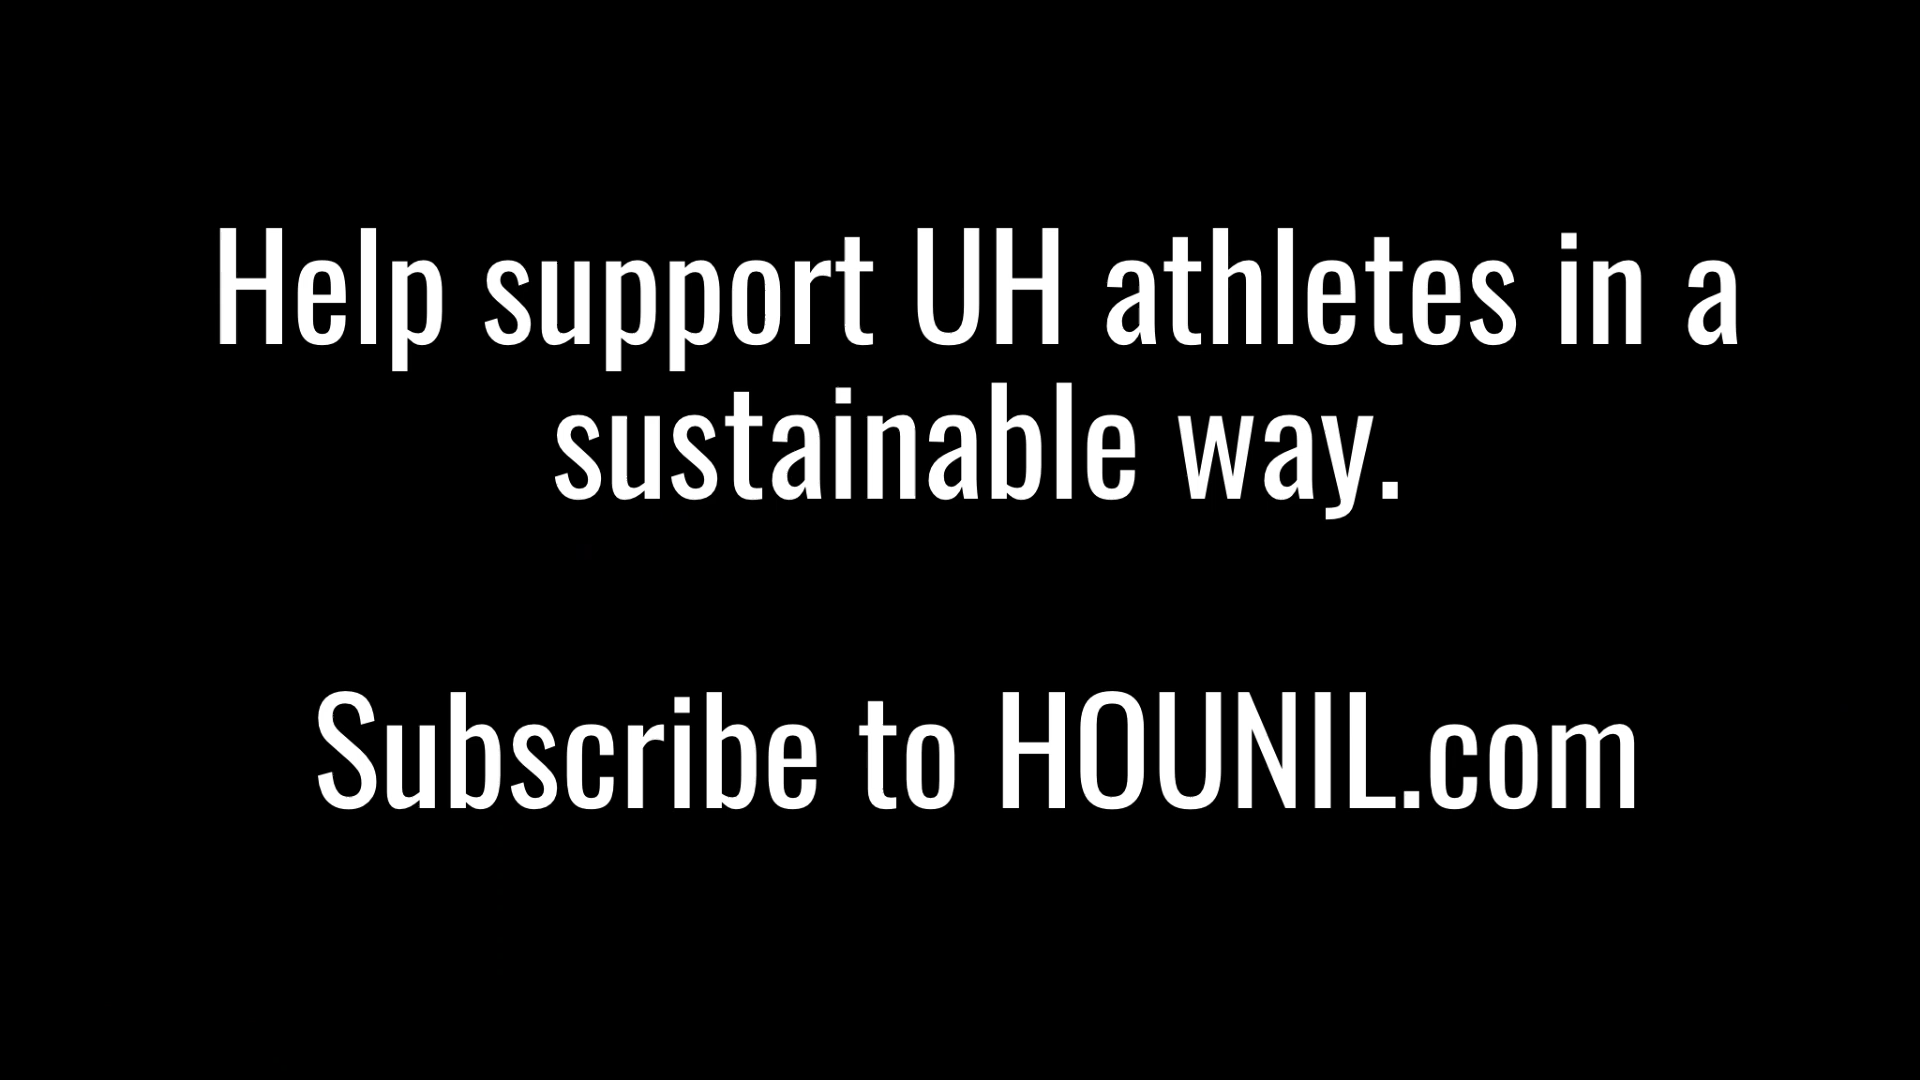 Help support UH athletes in a
sustainable way.
Subscribe to HOUNIL.com